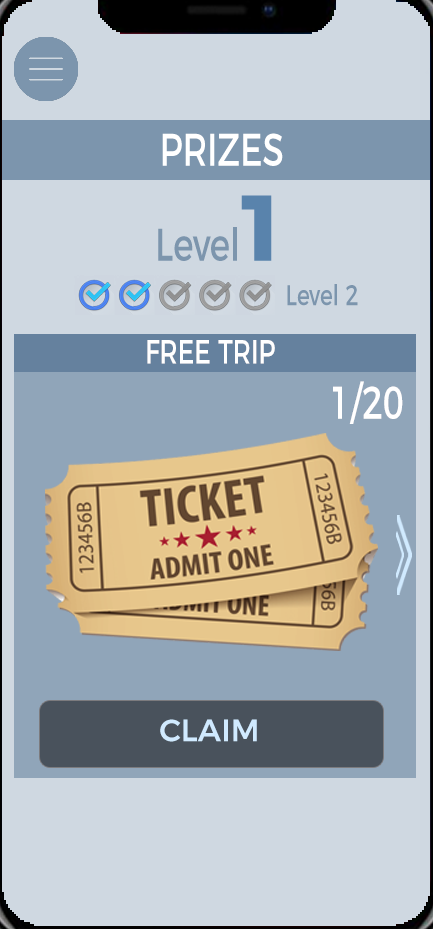 PRIZES
Level 1
Level 2
FREE TRIP
1/20
TICKET
123456B
123456B
ADMIT ONE
ADMIT ONE
56B
CLAIM